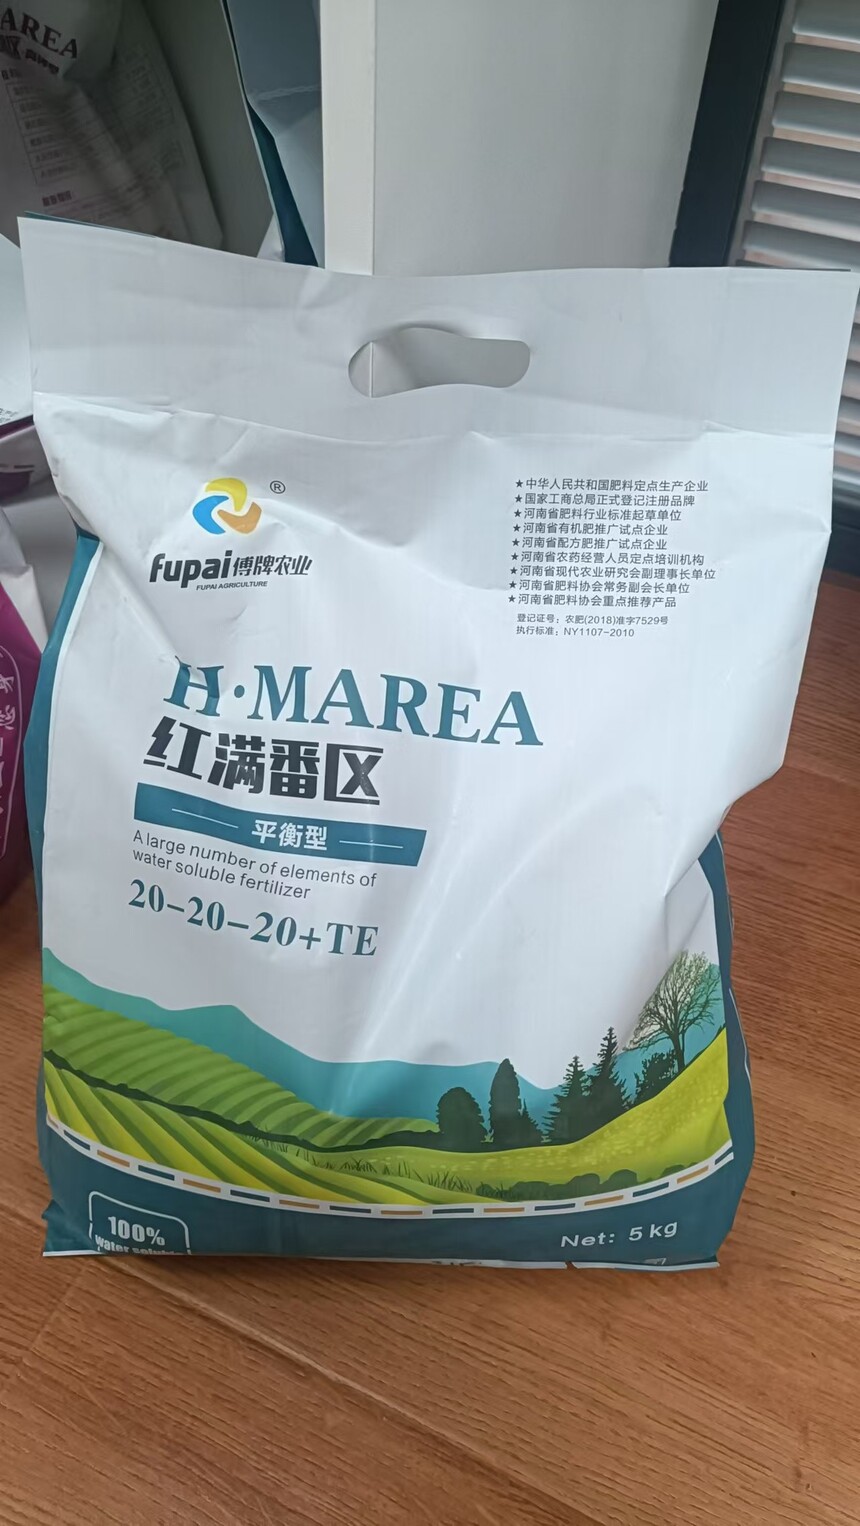 AREA
®
fupai 傅牌农业
FUPAI AGRICULTURE
★中华人民共和国肥料定点生产企业
★国家工商总局正式登记注册品牌
★河南省肥料行业标准起草单位
★河南省有机肥推广试点企业
★河南省配方肥推广试点企业
★河南省农药经营人员定点培训机构
★河南省现代农业研究会副理事长单位
★河南省肥料协会常务副会长单位
★河南省肥料协会重点推荐产品
登记证号：农肥(2018)准字7529号
执行标准：NY1107-2010
H·MAREA
红满番区
平衡型
A large number of elements of
water soluble fertilizer
20-20-20+TE
100%
water soluble
Net: 5kg